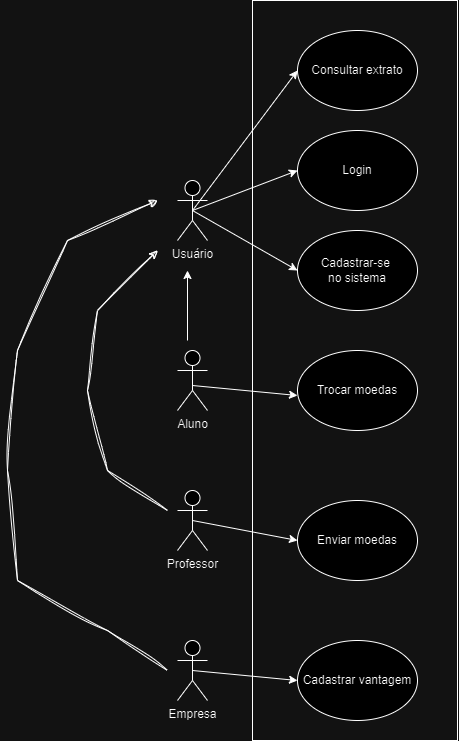 Consultar extrato
Login
Usuário
Cadastrar-se
no sistema
Trocar moedas
Aluno
Enviar moedas
Professor
Cadastrar vantagem
Empresa